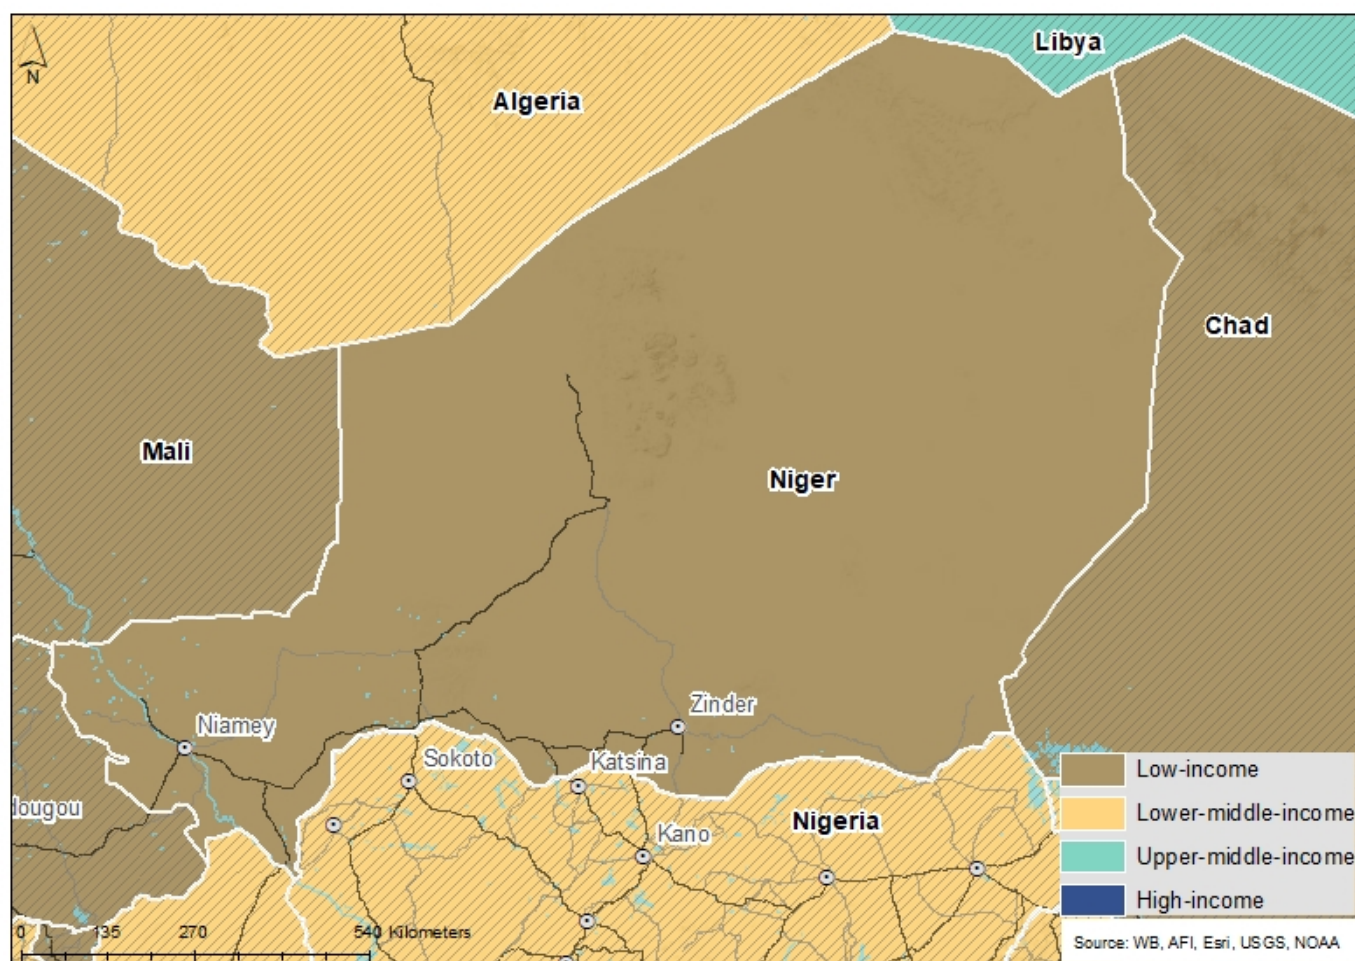 Libya
N
Algeria
Chad
Mali
Niger
Zinder
Niamey
Sokoto
Katsina
Low-income
dougou
Nigeria
Lower-middle-income
Kano
Upper-middle-income
High-income
0 135 270 540 Kilometers
Source: WB, AFI, Esri, USGS, NOAA